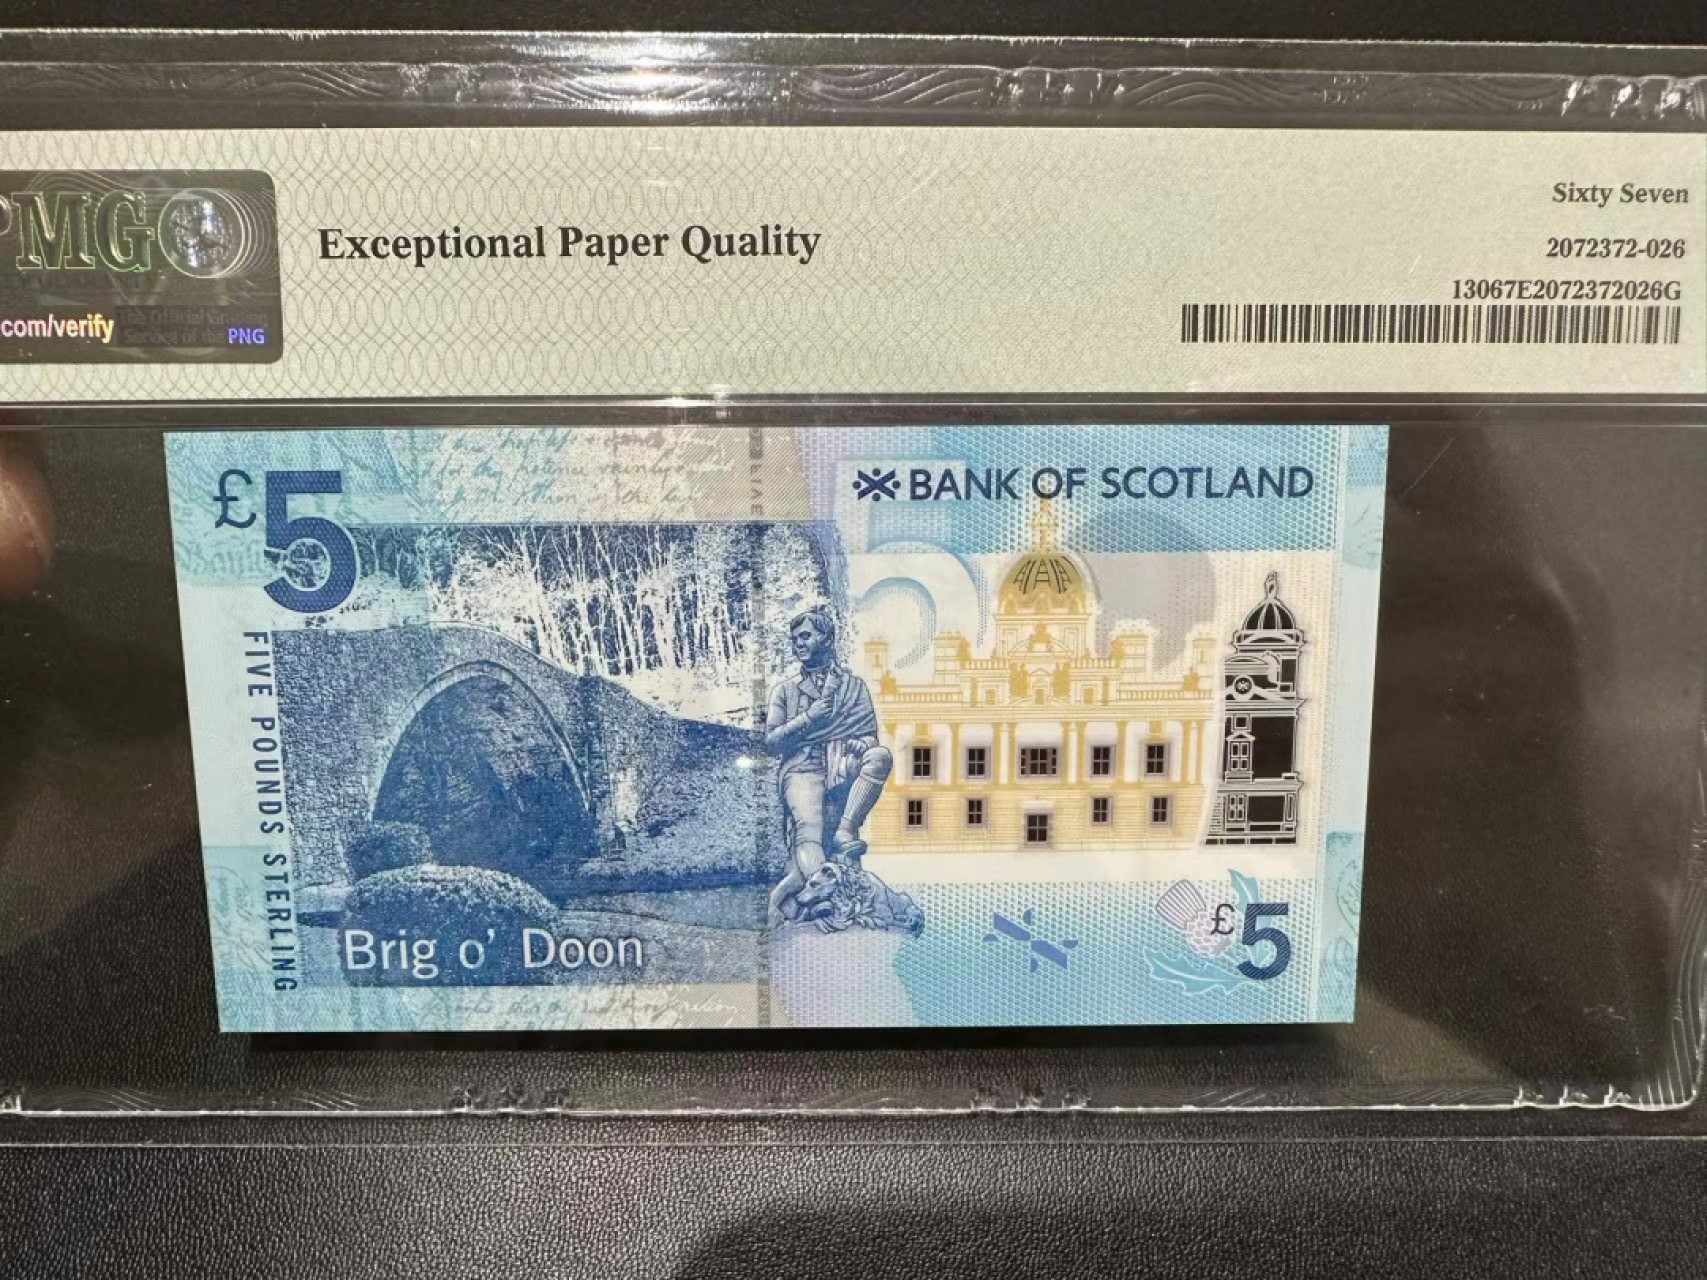 PMG
Exceptional Paper Quality
Sixty Seven
2072372-026
13067E2072372026G
.com/verify
PNG
£5
BANK OF SCOTLAND
FIVE POUNDS STERLING
Brig o' Doon
£5